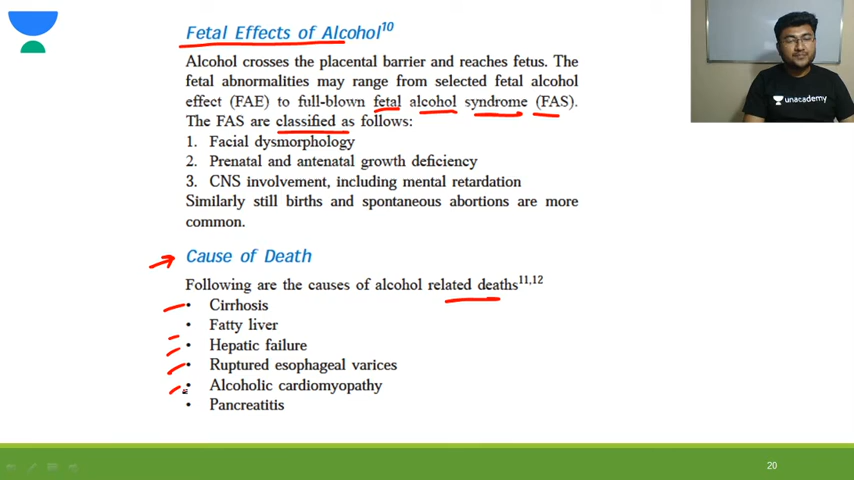 Fetal Effects of Alcohol10
Alcohol crosses the placental barrier and reaches fetus. The
fetal abnormalities may range from selected fetal alcohol
effect (FAE) to full-blown fetal alcohol syndrome (FAS).
The FAS are classified as follows:
1. Facial dysmorphology
2. Prenatal and antenatal growth deficiency
3. CNS involvement, including mental retardation
Similarly still births and spontaneous abortions are more
common.
Cause of Death
Following are the causes of alcohol related deaths11,12
• Cirrhosis
• Fatty liver
• Hepatic failure
• Ruptured esophageal varices
• Alcoholic cardiomyopathy
• Pancreatitis
unacademy
20